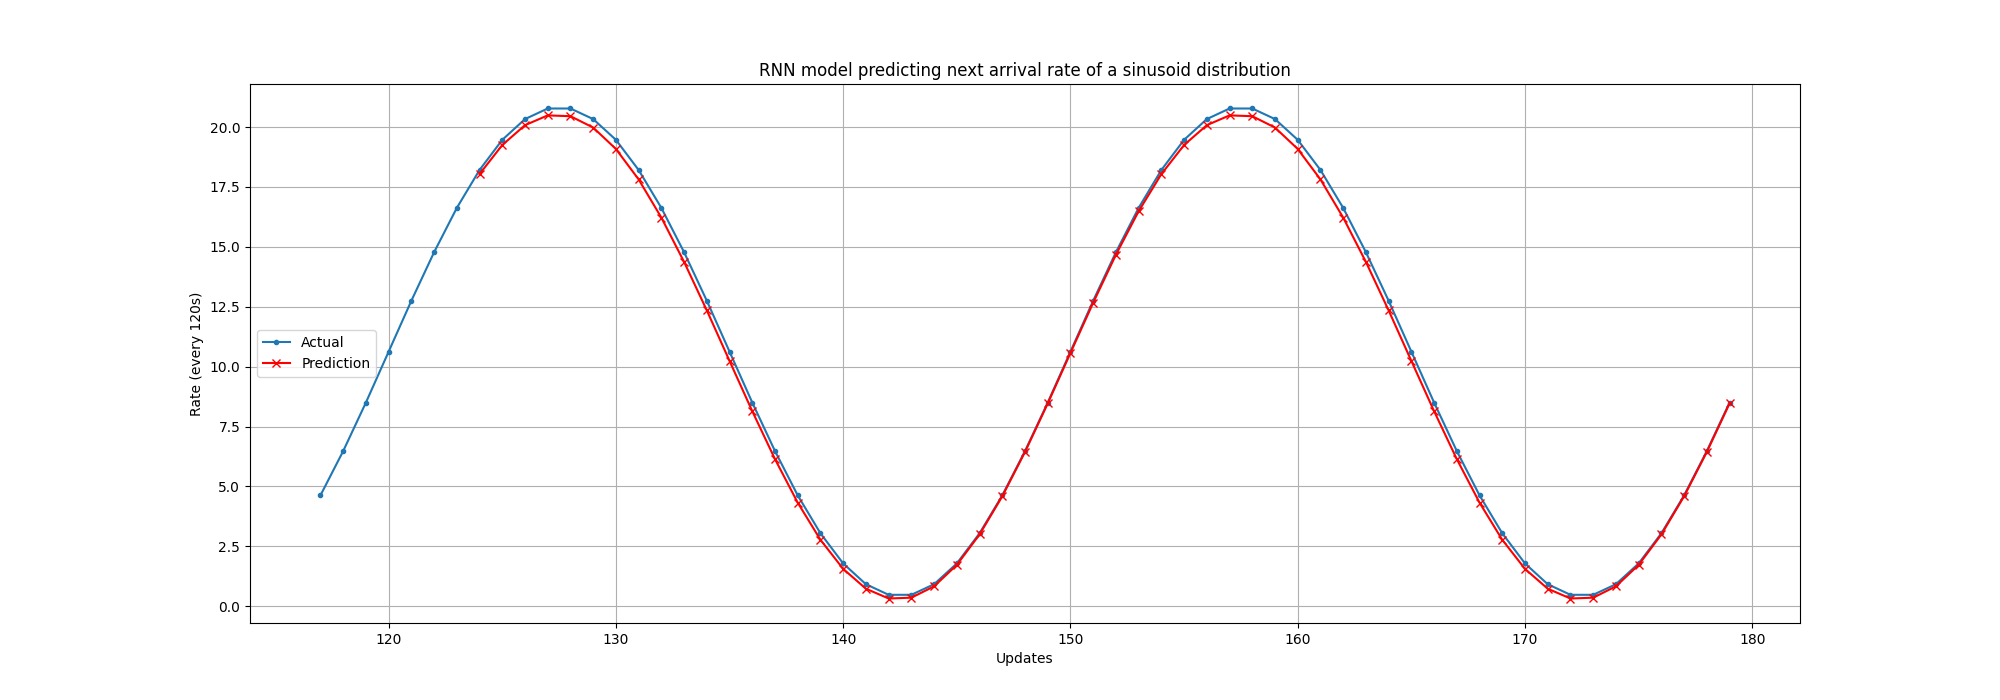 RNN model predicting next arrival rate of a sinusoid distribution
Rate (every 120s)
20.0
17.5
15.0
12.5
10.0
7.5
5.0
2.5
0.0
Actual
Prediction
120 130 140 150 160 170 180
Updates